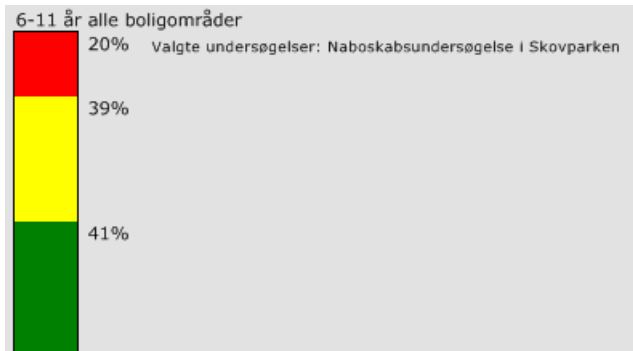 6-11 år alle boligområder
20% Valgte undersøgelser: Naboskabsundersøgelse i Skovparken
39%
41%